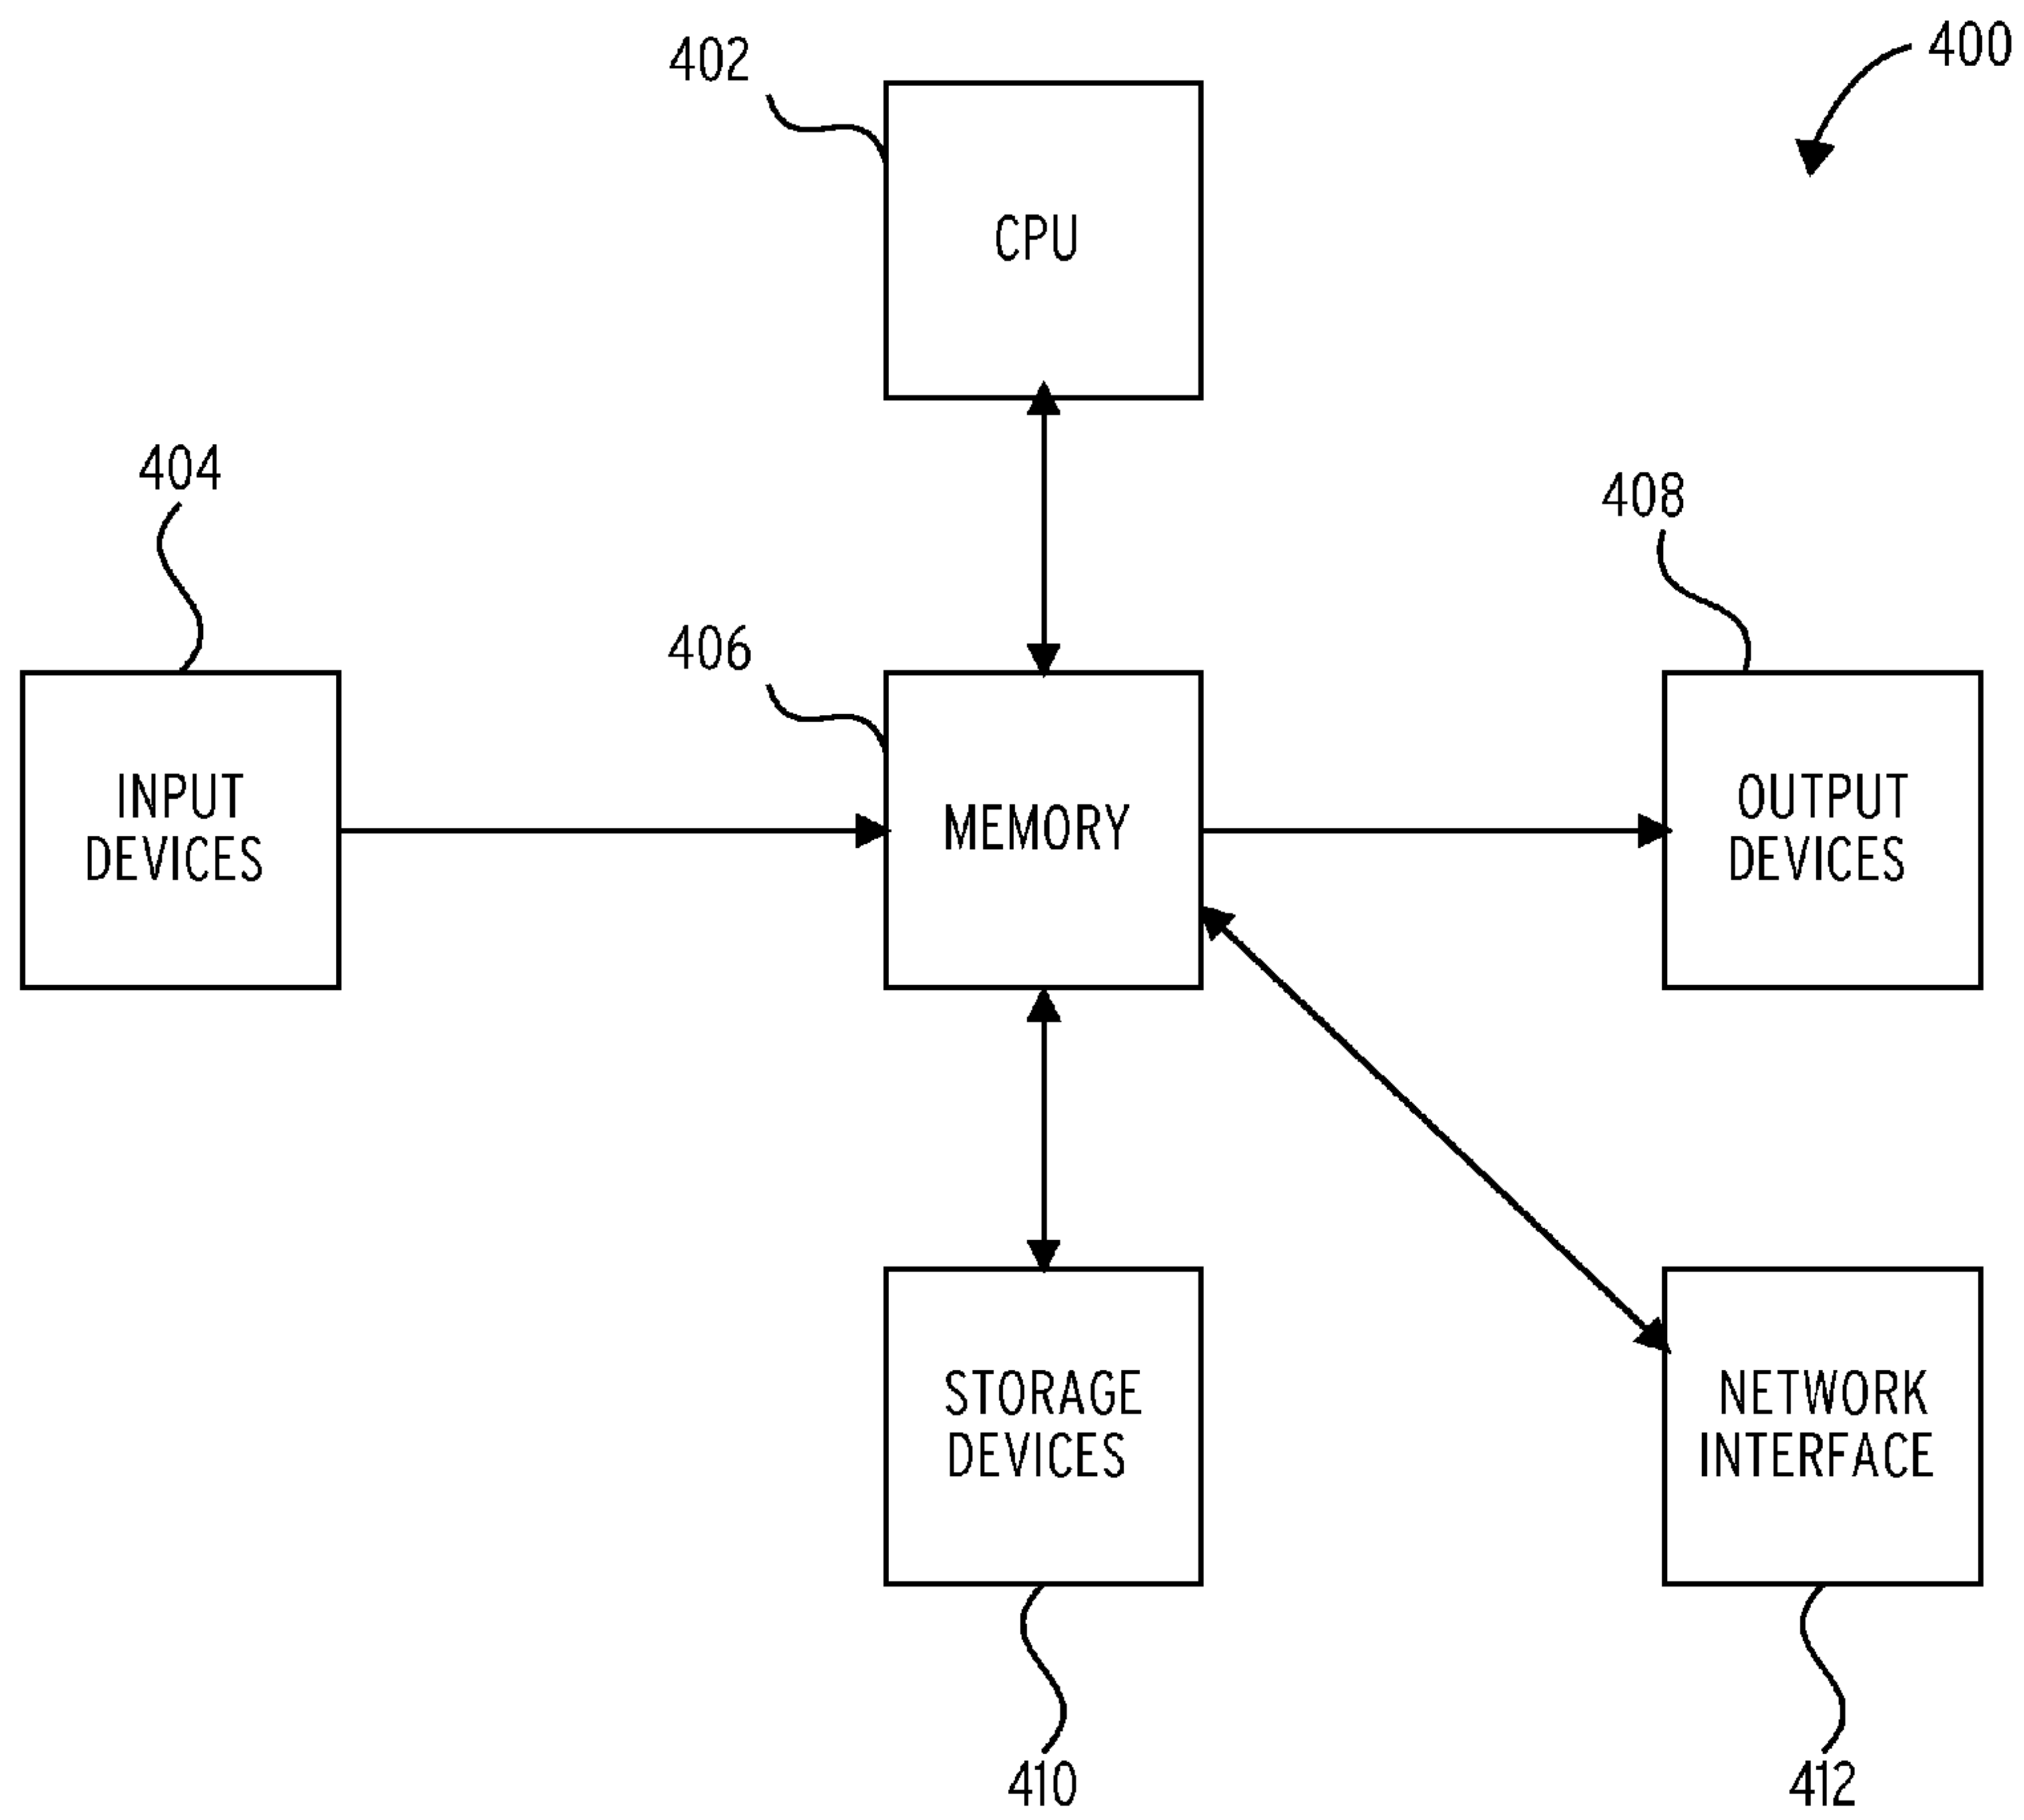 402
400
CPU
404
408
406
INPUT
DEVICES
MEMORY
OUTPUT
DEVICES
STORAGE
DEVICES
NETWORK
INTERFACE
410
412